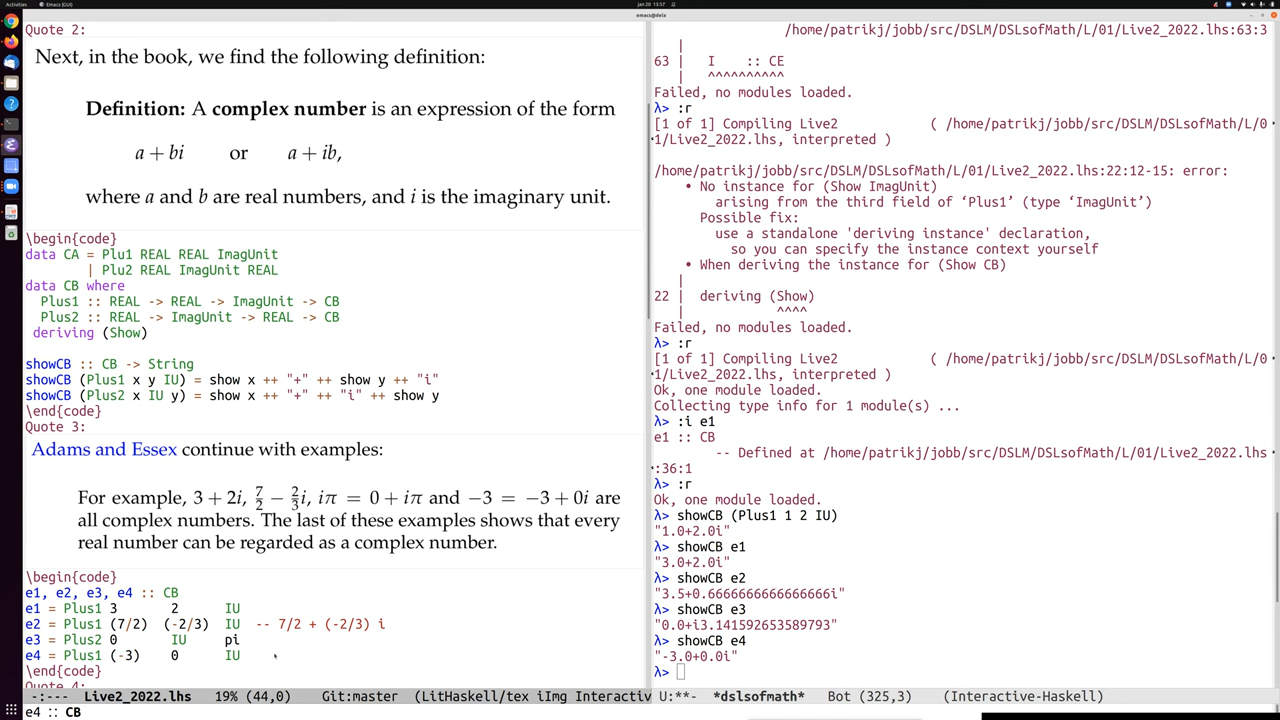 Activities
Emacs (GUI)
jan 20 13:57
emacs@dela
Quote 2:
Next, in the book, we find the following definition:
Definition: A complex number is an expression of the form
a + bi or a + ib,
where a and b are real numbers, and i is the imaginary unit.
\begin{code}
data CA = Plu1 REAL REAL ImagUnit
| Plu2 REAL ImagUnit REAL
data CB where
Plus1 :: REAL -> REAL -> ImagUnit -> CB
Plus2 :: REAL -> ImagUnit -> REAL -> CB
deriving (Show)
showCB :: CB -> String
showCB (Plus1 x y IU) = show x ++ "+" ++ show y ++ "i"
showCB (Plus2 x IU y) = show x ++ "+" ++ "i" ++ show y
\end{code}
Quote 3:
Adams and Essex continue with examples:
For example, 3 + 2i, 7/2 − 2/3 i, iπ = 0 + iπ and −3 = −3 + 0i are
all complex numbers. The last of these examples shows that every
real number can be regarded as a complex number.
\begin{code}
e1, e2, e3, e4 :: CB
e1 = Plus1 3 2 IU
e2 = Plus1 (7/2) (-2/3) IU -- 7/2 + (-2/3) i
e3 = Plus2 0 IU pi
e4 = Plus1 (-3) 0 IU
\end{code}
Quote 4:
-:--- Live2_2022.lhs 19% (44,0) Git:master (LitHaskell/tex iImg Interactiv
e4 :: CB
/home/patrikj/jobb/src/DSLM/DSLsofMath/L/01/Live2_2022.lhs:63:3
|
63 | I :: CE
| ^^^^^^^^^^
Failed, no modules loaded.
λ> :r
[1 of 1] Compiling Live2 ( /home/patrikj/jobb/src/DSLM/DSLsofMath/L/0
1/Live2_2022.lhs, interpreted )
/home/patrikj/jobb/src/DSLM/DSLsofMath/L/01/Live2_2022.lhs:22:12-15: error:
• No instance for (Show ImagUnit)
arising from the third field of ‘Plus1’ (type ‘ImagUnit’)
Possible fix:
use a standalone 'deriving instance' declaration,
so you can specify the instance context yourself
• When deriving the instance for (Show CB)
|
22 | deriving (Show)
| ^^^^
Failed, no modules loaded.
λ> :r
[1 of 1] Compiling Live2 ( /home/patrikj/jobb/src/DSLM/DSLsofMath/L/0
1/Live2_2022.lhs, interpreted )
Ok, one module loaded.
Collecting type info for 1 module(s) ...
λ> :i e1
e1 :: CB
-- Defined at /home/patrikj/jobb/src/DSLM/DSLsofMath/L/01/Live2_2022.lhs
:36:1
λ> :r
Ok, one module loaded.
λ> showCB (Plus1 1 2 IU)
"1.0+2.0i"
λ> showCB e1
"3.0+2.0i"
λ> showCB e2
"3.5+0.6666666666666666i"
λ> showCB e3
"0.0+i3.141592653589793"
λ> showCB e4
"-3.0+0.0i"
λ>
U:**- *dslsofmath* Bot (325,3) (Interactive-Haskell)